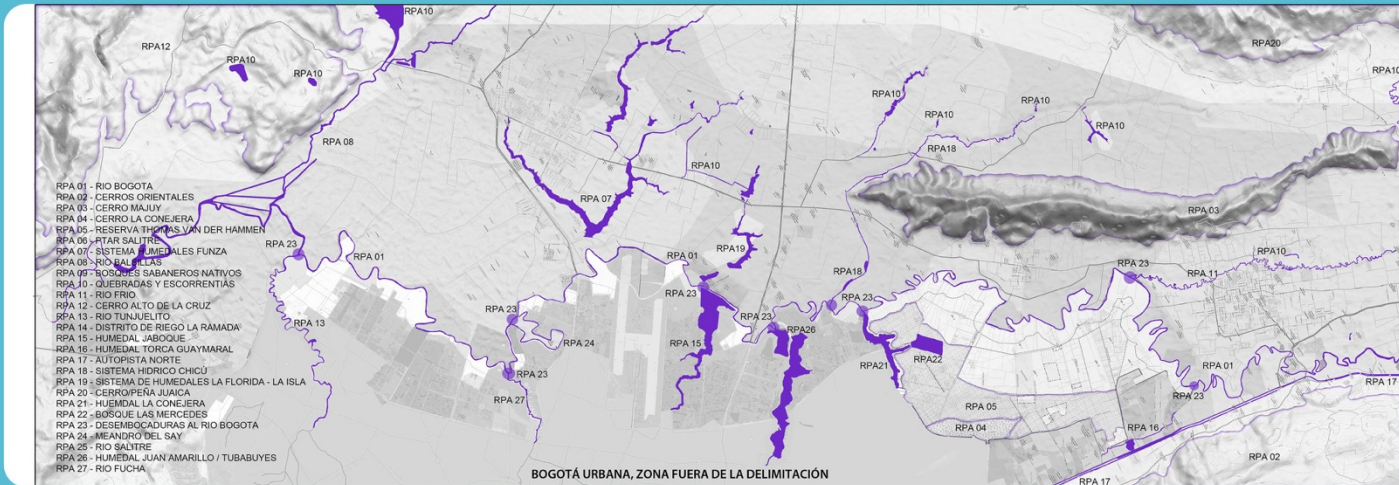 RPA10
RPA12
RPA10
RPA10
RPA20
RPA10
RPA10
RPA10
RPA10
RPA10
RPA 08
RPA18
RPA10
RPA 07
RPA 03
RPA 01 - RIO BOGOTA
RPA 02 - CERROS ORIENTALES
RPA 03 - CERRO MAJUY
RPA 04 - CERRO LA CONEJERA
RPA 05 - RESERVA THOMAS VAN DER HAMMEN
RPA 06 - PTAR SALITRE
RPA 07 - SISTEMA HUMEDALES FUNZA
RPA 08 - RIO BALSILLAS
RPA 09 - BOSQUES SABANEROS NATIVOS
RPA 10 - QUEBRADAS Y ESCORRENTIAS
RPA 11 - RIO FRIO
RPA 12 - CERRO ALTO DE LA CRUZ
RPA 13 - RIO TUNJUELITO
RPA 14 - DISTRITO DE RIEGO LA RAMADA
RPA 15 - HUMEDAL JABOQUE
RPA 16 - HUMEDAL TORCA GUAYMARAL
RPA 17 - AUTOPISTA NORTE
RPA 18 - SISTEMA HIDRICO CHICÚ
RPA 19 - SISTEMA DE HUMEDALES LA FLORIDA - LA ISLA
RPA 20 - CERRO/PEÑA JUAICA
RPA 21 - HUEMDAL LA CONEJERA
RPA 22 - BOSQUE LAS MERCEDES
RPA 23 - DESEMBOCADURAS AL RIO BOGOTA
RPA 24 - MEANDRO DEL SAY
RPA 25 - RIO SALITRE
RPA 26 - HUMEDAL JUAN AMARILLO / TUBABUYES
RPA 27 - RIO FUCHA
RPA 23
RPA 01
RPA 01
RPA19
RPA10
RPA18
RPA 23
RPA 11
RPA 23
RPA 23
RPA 13
RPA 23
RPA 23
RPA26
RPA 24
RPA 15
RPA21
RPA22
RPA 23
RPA 01
RPA 17
RPA 23
RPA 27
RPA 05
RPA 04
RPA 16
RPA 02
RPA 17
BOGOTÁ URBANA, ZONA FUERA DE LA DELIMITACIÓN